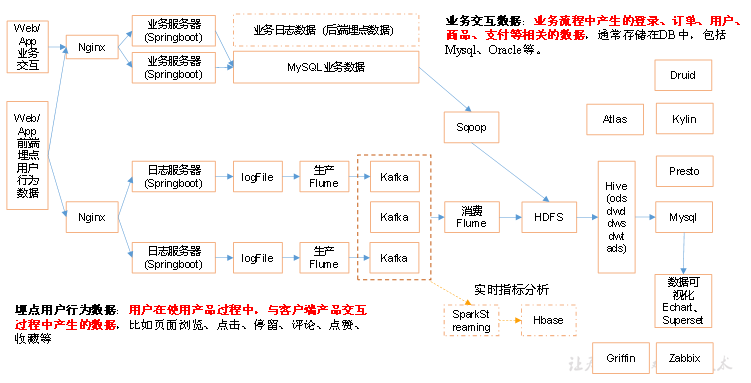 Web/
App
业务
交互
Nginx
业务服务器
(Springboot)
业务服务器
(Springboot)
业务日志数据（后端埋点数据）
MySQL业务数据
业务交互数据：业务流程中产生的登录、订单、用户、
商品、支付等相关的数据，通常存储在DB中，包括
Mysql、Oracle等。
Druid
Atlas
Kylin
Sqoop
Web/
App
前端
埋点
用户
行为
数据
Nginx
日志服务器
(Springboot)
logFile
生产
Flume
Kafka
Kafka
日志服务器
(Springboot)
logFile
生产
Flume
Kafka
消费
Flume
HDFS
Hive
(ods
dwd
dws
dwt
ads)
Presto
Mysql
数据可
视化
Echart、
Superset
实时指标分析
SparkSt
reaming
Hbase
埋点用户行为数据：用户在使用产品过程中，与客户端产品交互
过程中产生的数据，比如页面浏览、点击、停留、评论、点赞、
收藏等
Griffin
Zabbix